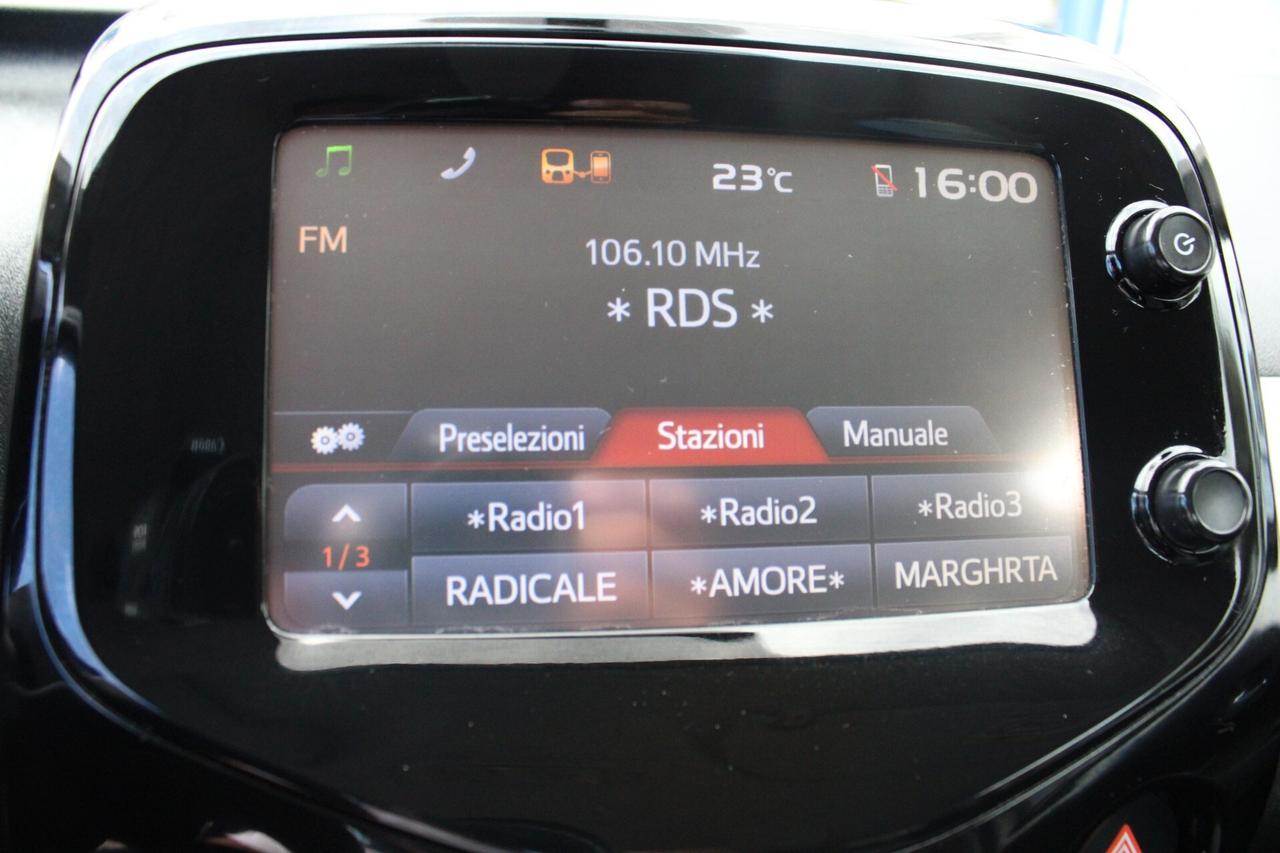 23°C
16:00
FM
106.10 MHz
* RDS *
Preselezioni Stazioni Manuale
*Radio1 *Radio2 *Radio3
1/3
RADICALE *AMORE* MARGHRTA